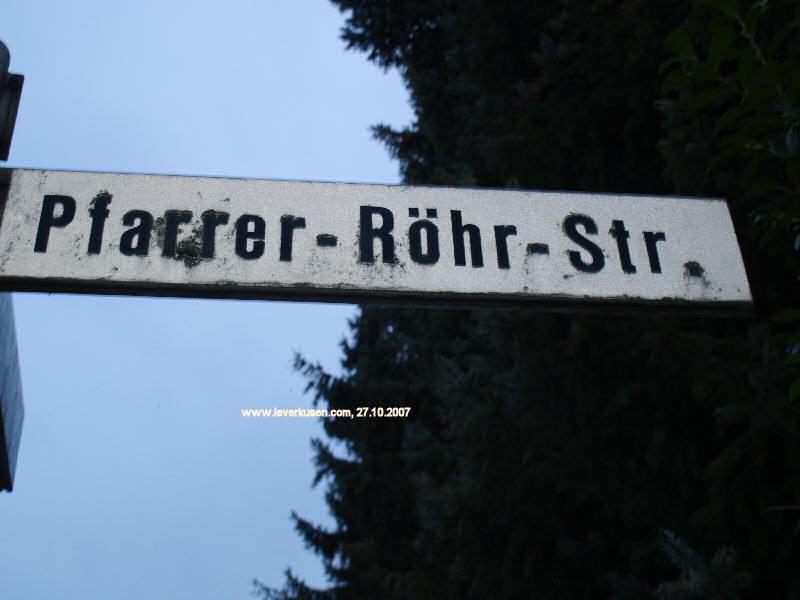 Pfarrer-Röhr-Str.
www.leverkusen.com, 27.10.2007